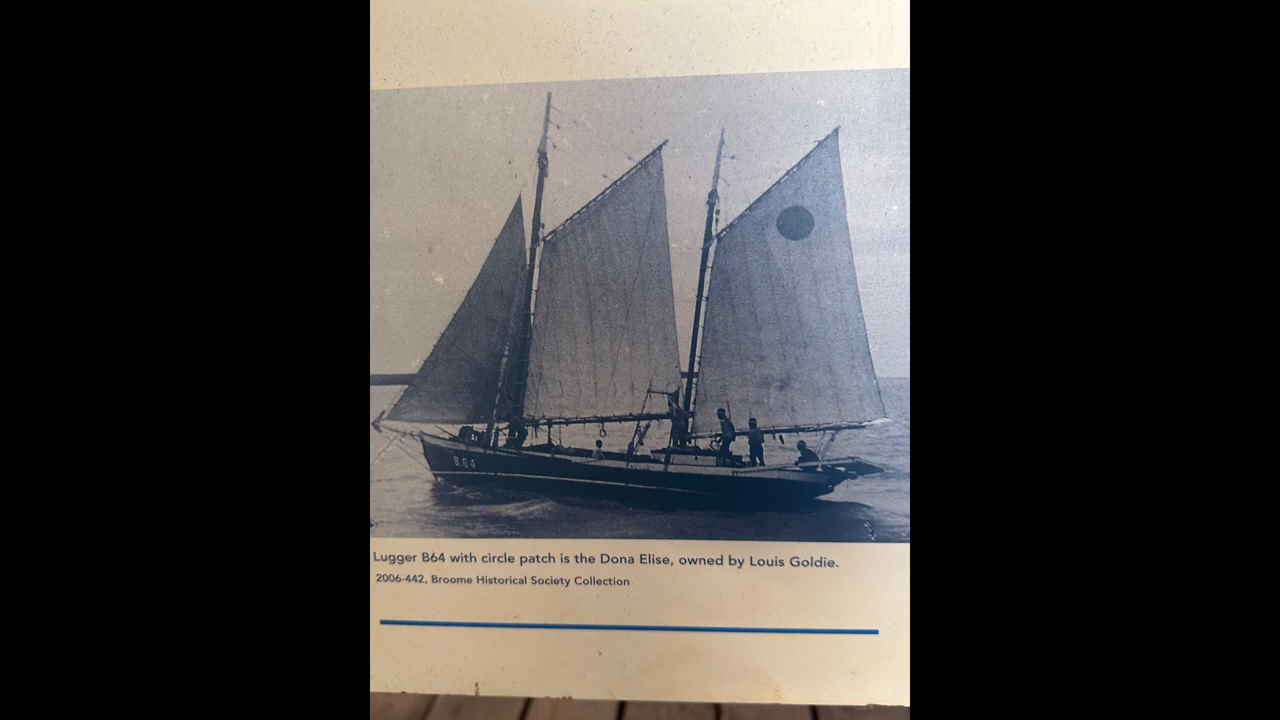 B64
Lugger B64 with circle patch is the Dona Elise, owned by Louis Goldie.
2006-442, Broome Historical Society Collection